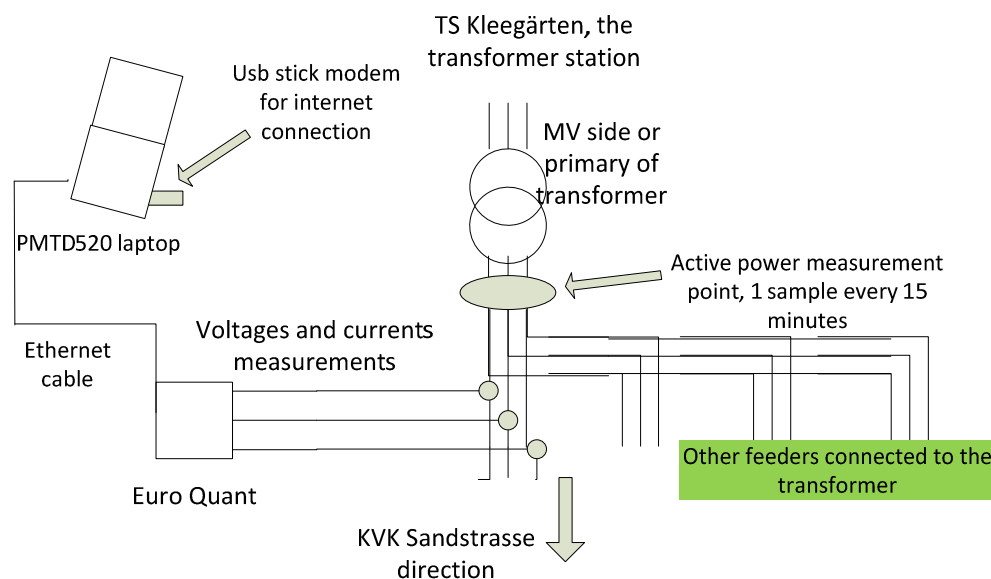 TS Kleegärten, the
transformer station
Usb stick modem
for internet
connection
MV side or
primary of
transformer
PMTD520 laptop
Active power measurement
point, 1 sample every 15
minutes
Voltages and currents
measurements
Ethernet
cable
Other feeders connected to the
transformer
Euro Quant
KVK Sandstrasse
direction